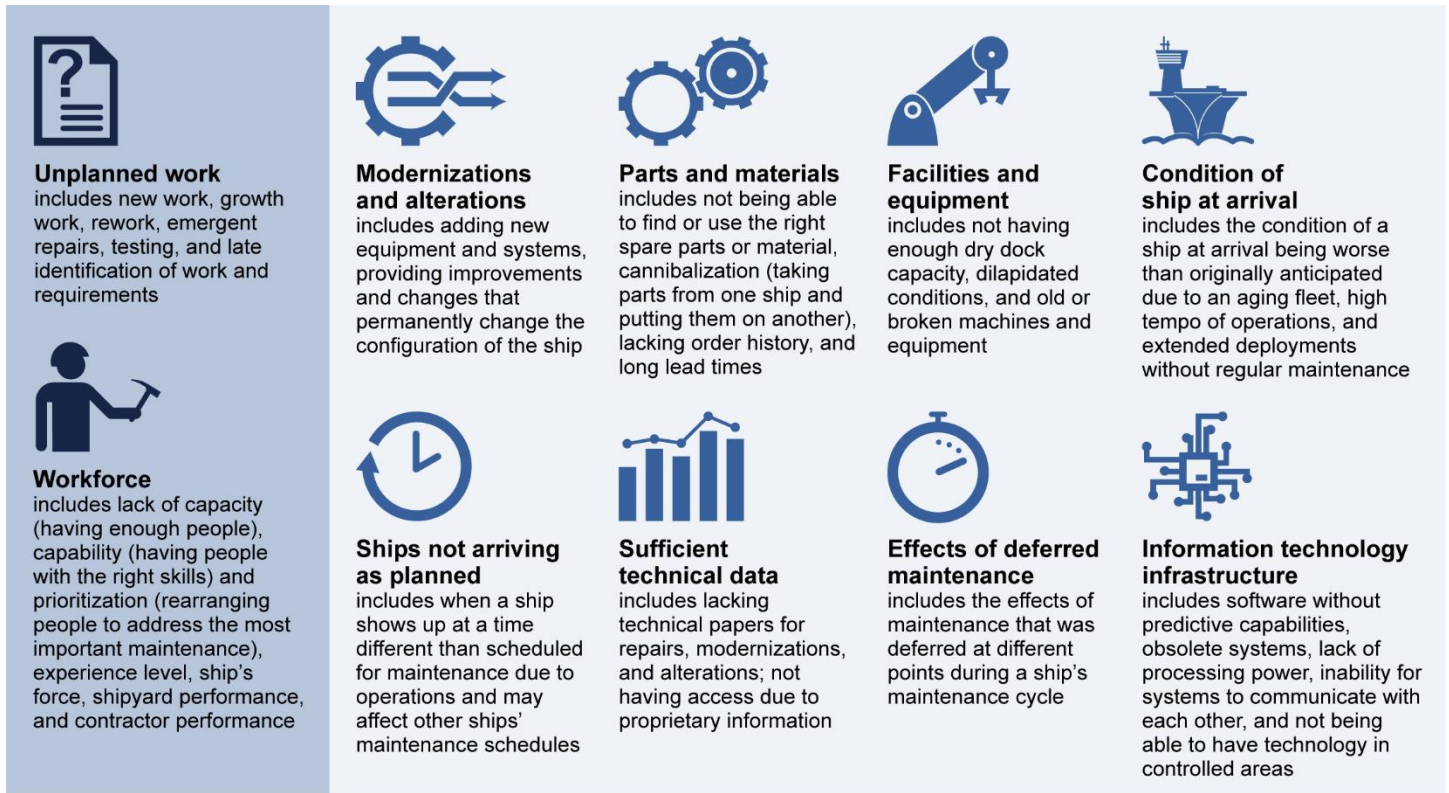 Unplanned work
includes new work, growth
work, rework, emergent
repairs, testing, and late
identification of work and
requirements
Workforce
includes lack of capacity
(having enough people),
capability (having people
with the right skills) and
prioritization (rearranging
people to address the most
important maintenance),
experience level, ship's
force, shipyard performance,
and contractor performance
Modernizations
and alterations
includes adding new
equipment and systems,
providing improvements
and changes that
permanently change the
configuration of the ship
Parts and materials
includes not being able
to find or use the right
spare parts or material,
cannibalization (taking
parts from one ship and
putting them on another),
lacking order history, and
long lead times
Facilities and
equipment
includes not having
enough dry dock
capacity, dilapidated
conditions, and old or
broken machines and
equipment
Condition of
ship at arrival
includes the condition of a
ship at arrival being worse
than originally anticipated
due to an aging fleet, high
tempo of operations, and
extended deployments
without regular maintenance
Ships not arriving
as planned
includes when a ship
shows up at a time
different than scheduled
for maintenance due to
operations and may
affect other ships'
maintenance schedules
Sufficient
technical data
includes lacking
technical papers for
repairs, modernizations,
and alterations; not
having access due to
proprietary information
Effects of deferred
maintenance
includes the effects of
maintenance that was
deferred at different
points during a ship's
maintenance cycle
Information technology
infrastructure
includes software without
predictive capabilities,
obsolete systems, lack of
processing power, inability for
systems to communicate with
each other, and not being
able to have technology in
controlled areas